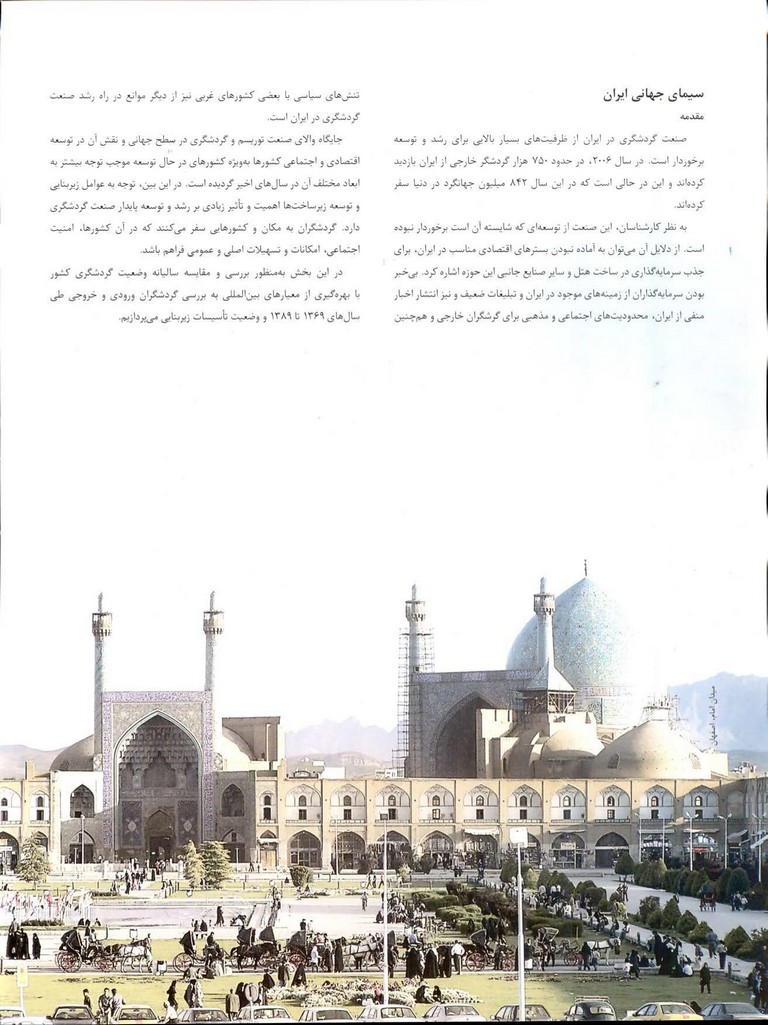 سیمای جهانی ایران
مقدمه
صنعت گردشگری در ایران از ظرفیت‌های بسیار بالایی برای رشد و توسعه
برخوردار است. در سال ۲۰۰۶، در حدود ۷۵۰ هزار گردشگر خارجی از ایران بازدید
کرده‌اند و این در حالی است که در این سال ۸۴۲ میلیون جهانگرد در دنیا سفر
کرده‌اند.
به نظر کارشناسان، این صنعت از توسعه‌ای که شایسته آن است برخوردار نبوده
است. از دلایل آن می‌توان به آماده نبودن بسترهای اقتصادی مناسب در ایران، برای
جذب سرمایه‌گذاری در ساخت هتل و سایر صنایع جانبی این حوزه اشاره کرد. بی‌خبر
بودن سرمایه‌گذاران از زمینه‌های موجود در ایران و تبلیغات ضعیف و نیز انتشار اخبار
منفی از ایران، محدودیت‌های اجتماعی و مذهبی برای گرشگران خارجی و هم‌چنین
تنش‌های سیاسی با بعضی کشورهای غربی نیز از دیگر موانع در راه رشد صنعت
گردشگری در ایران است.
جایگاه والای صنعت توریسم و گردشگری در سطح جهانی و نقش آن در توسعه
اقتصادی و اجتماعی کشورها به‌ویژه کشورهای در حال توسعه موجب توجه بیشتر به
ابعاد مختلف آن در سال‌های اخیر گردیده است. در این بین، توجه به عوامل زیربنایی
و توسعه زیرساخت‌ها اهمیت و تأثیر زیادی بر رشد و توسعه پایدار صنعت گردشگری
دارد. گردشگران به مکان و کشورهایی سفر می‌کنند که در آن کشورها، امنیت
اجتماعی، امکانات و تسهیلات اصلی و عمومی فراهم باشد.
در این بخش به‌منظور بررسی و مقایسه سالیانه وضعیت گردشگری کشور
با بهره‌گیری از معیارهای بین‌المللی به بررسی گردشگران ورودی و خروجی طی
سال‌های ۱۳۶۹ تا ۱۳۸۹ و وضعیت تأسیسات زیربنایی می‌پردازیم.
میدان امام، اصفهان